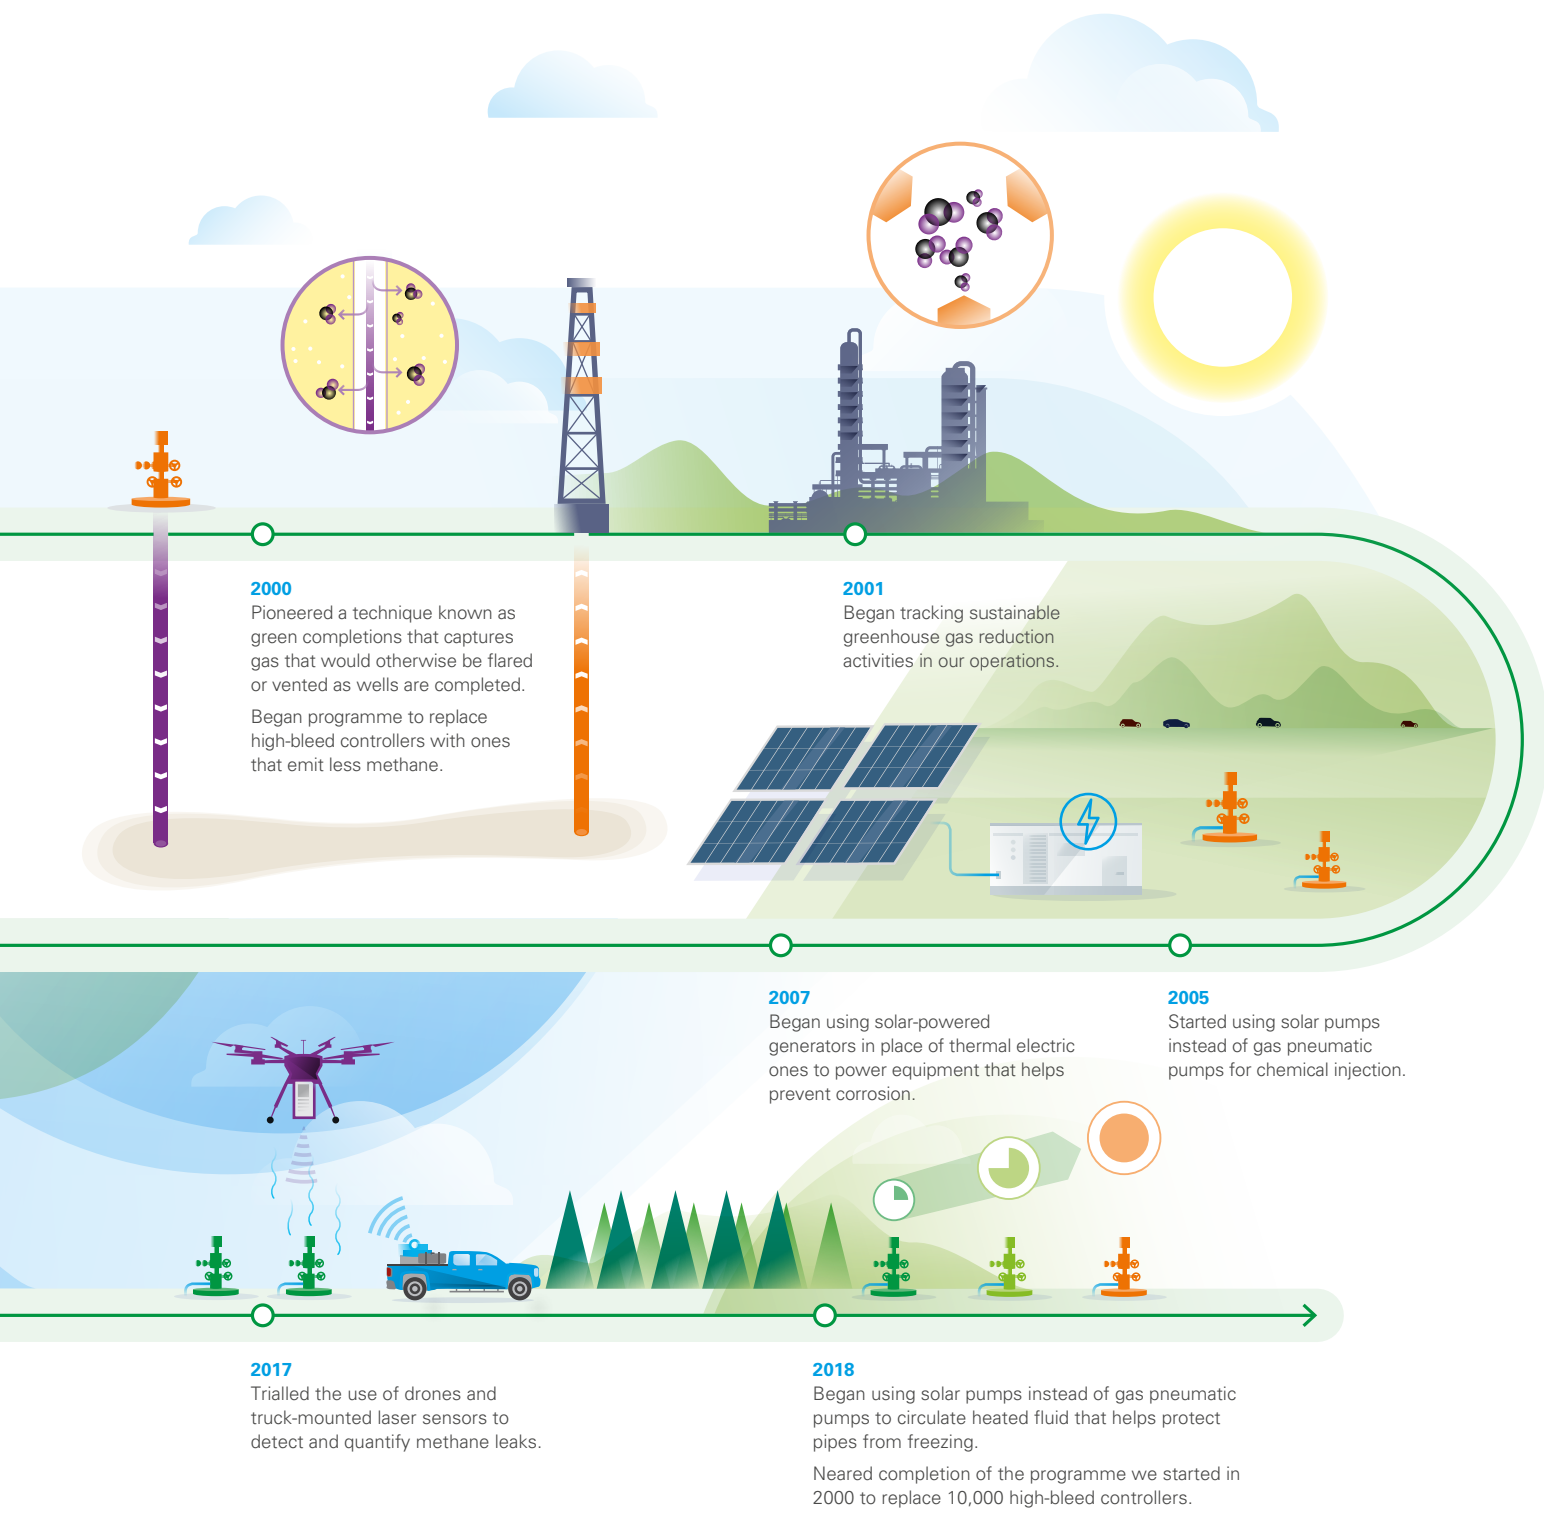 2000
Pioneered a technique known as
green completions that captures
gas that would otherwise be flared
or vented as wells are completed.
Began programme to replace
high-bleed controllers with ones
that emit less methane.
2001
Began tracking sustainable
greenhouse gas reduction
activities in our operations.
2005
Started using solar pumps
instead of gas pneumatic
pumps for chemical injection.
2007
Began using solar-powered
generators in place of thermal electric
ones to power equipment that helps
prevent corrosion.
2017
Trialled the use of drones and
truck-mounted laser sensors to
detect and quantify methane leaks.
2018
Began using solar pumps instead of gas pneumatic
pumps to circulate heated fluid that helps protect
pipes from freezing.
Neared completion of the programme we started in
2000 to replace 10,000 high-bleed controllers.